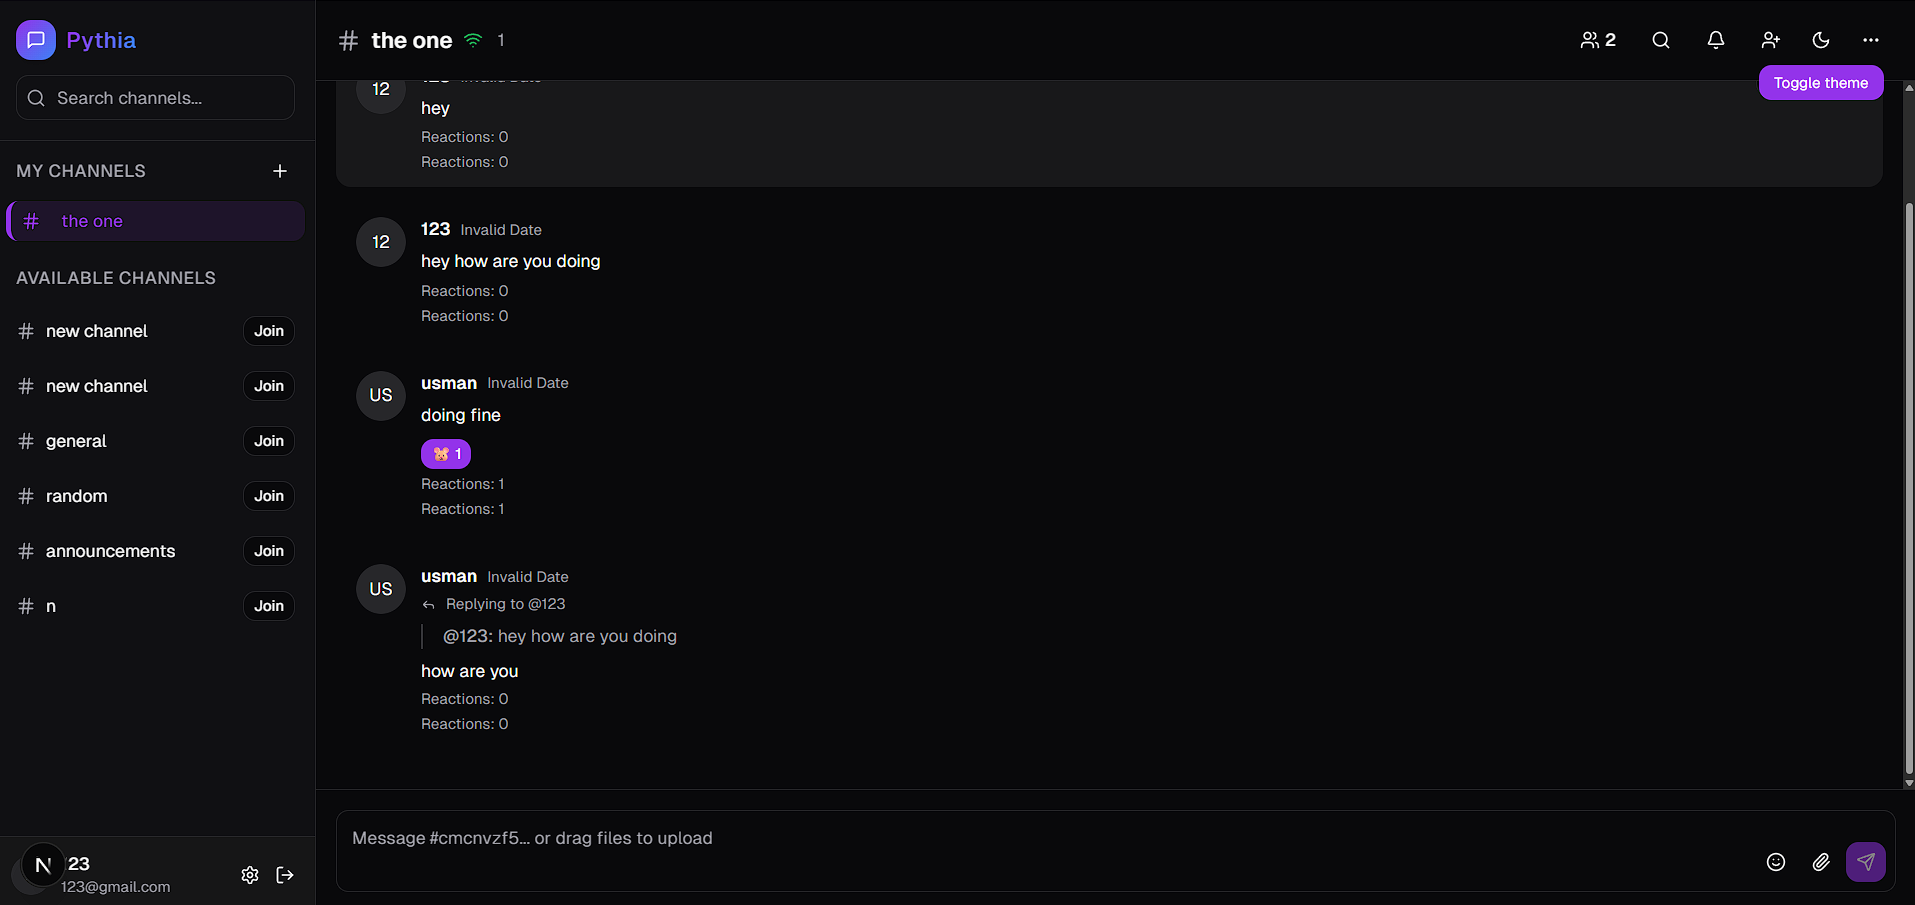 Pythia
Search channels...
MY CHANNELS
# the one
AVAILABLE CHANNELS
# new channel Join
# new channel Join
# general Join
# random Join
# announcements Join
# n Join
N 23
123@gmail.com
# the one 1
2
Toggle theme
12
hey
Reactions: 0
Reactions: 0
12 123 Invalid Date
hey how are you doing
Reactions: 0
Reactions: 0
US usman Invalid Date
doing fine
🐹 1
Reactions: 1
Reactions: 1
US usman Invalid Date
Replying to @123
@123: hey how are you doing
how are you
Reactions: 0
Reactions: 0
Message #cmcnvzf5... or drag files to upload